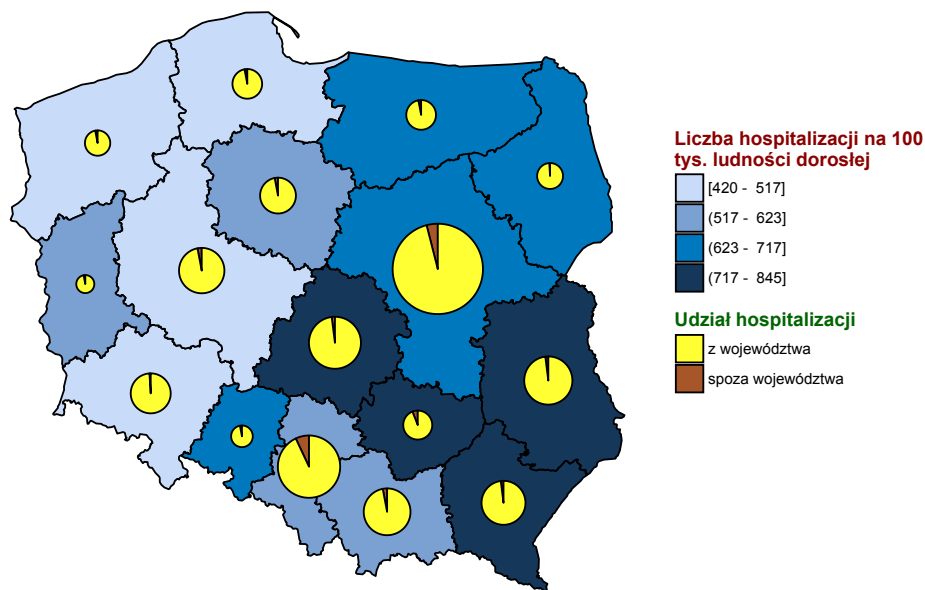 Liczba hospitalizacji na 100
tys. ludności dorosłej
[420 - 517]
(517 - 623]
(623 - 717]
(717 - 845]
Udział hospitalizacji
z województwa
spoza województwa